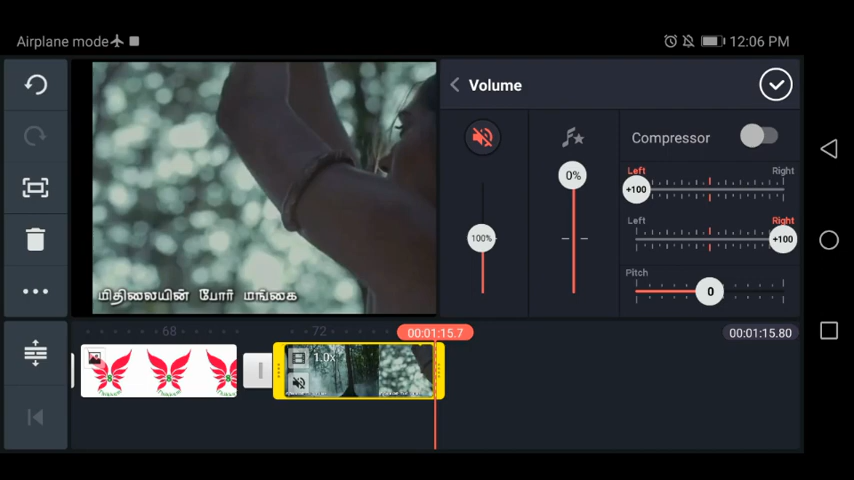 Airplane mode
12:06 PM
Volume
Compressor
0%
100%
Left
Right
+100
Left
Right
+100
Pitch
0
மிதிலையின் போர் மங்கை
68
72
00:01:15.7
00:01:15.80
1.0x